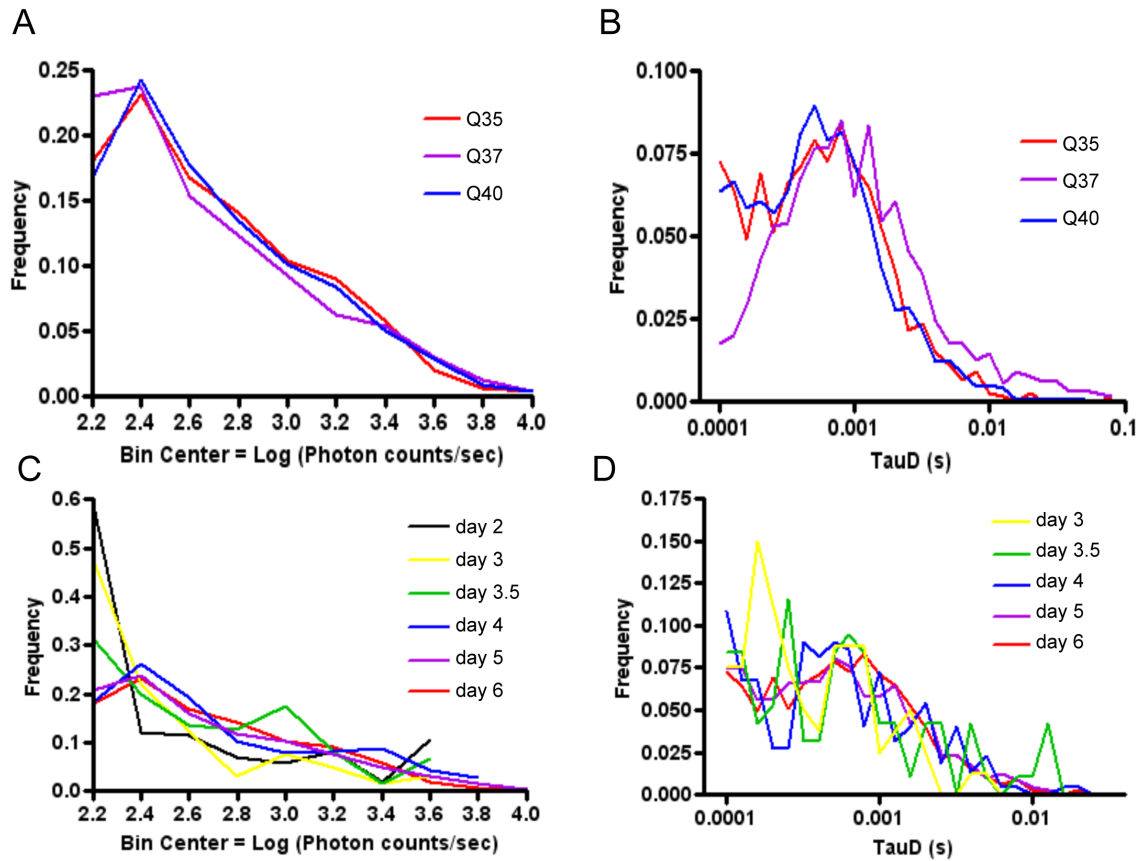 A
0.25
0.20
0.15
0.10
0.05
0.00
Frequency
2.2 2.4 2.6 2.8 3.0 3.2 3.4 3.6 3.8 4.0
Bin Center = Log (Photon counts/sec)
Q35
Q37
Q40
B
0.100
0.075
0.050
0.025
0.000
Frequency
0.0001 0.001 0.01 0.1
TauD (s)
Q35
Q37
Q40
C
0.6
0.5
0.4
0.3
0.2
0.1
0.0
Frequency
2.2 2.4 2.6 2.8 3.0 3.2 3.4 3.6 3.8 4.0
Bin Center = Log (Photon counts/sec)
day 2
day 3
day 3.5
day 4
day 5
day 6
D
0.175
0.150
0.125
0.100
0.075
0.050
0.025
0.000
Frequency
0.0001 0.001 0.01
TauD (s)
day 3
day 3.5
day 4
day 5
day 6